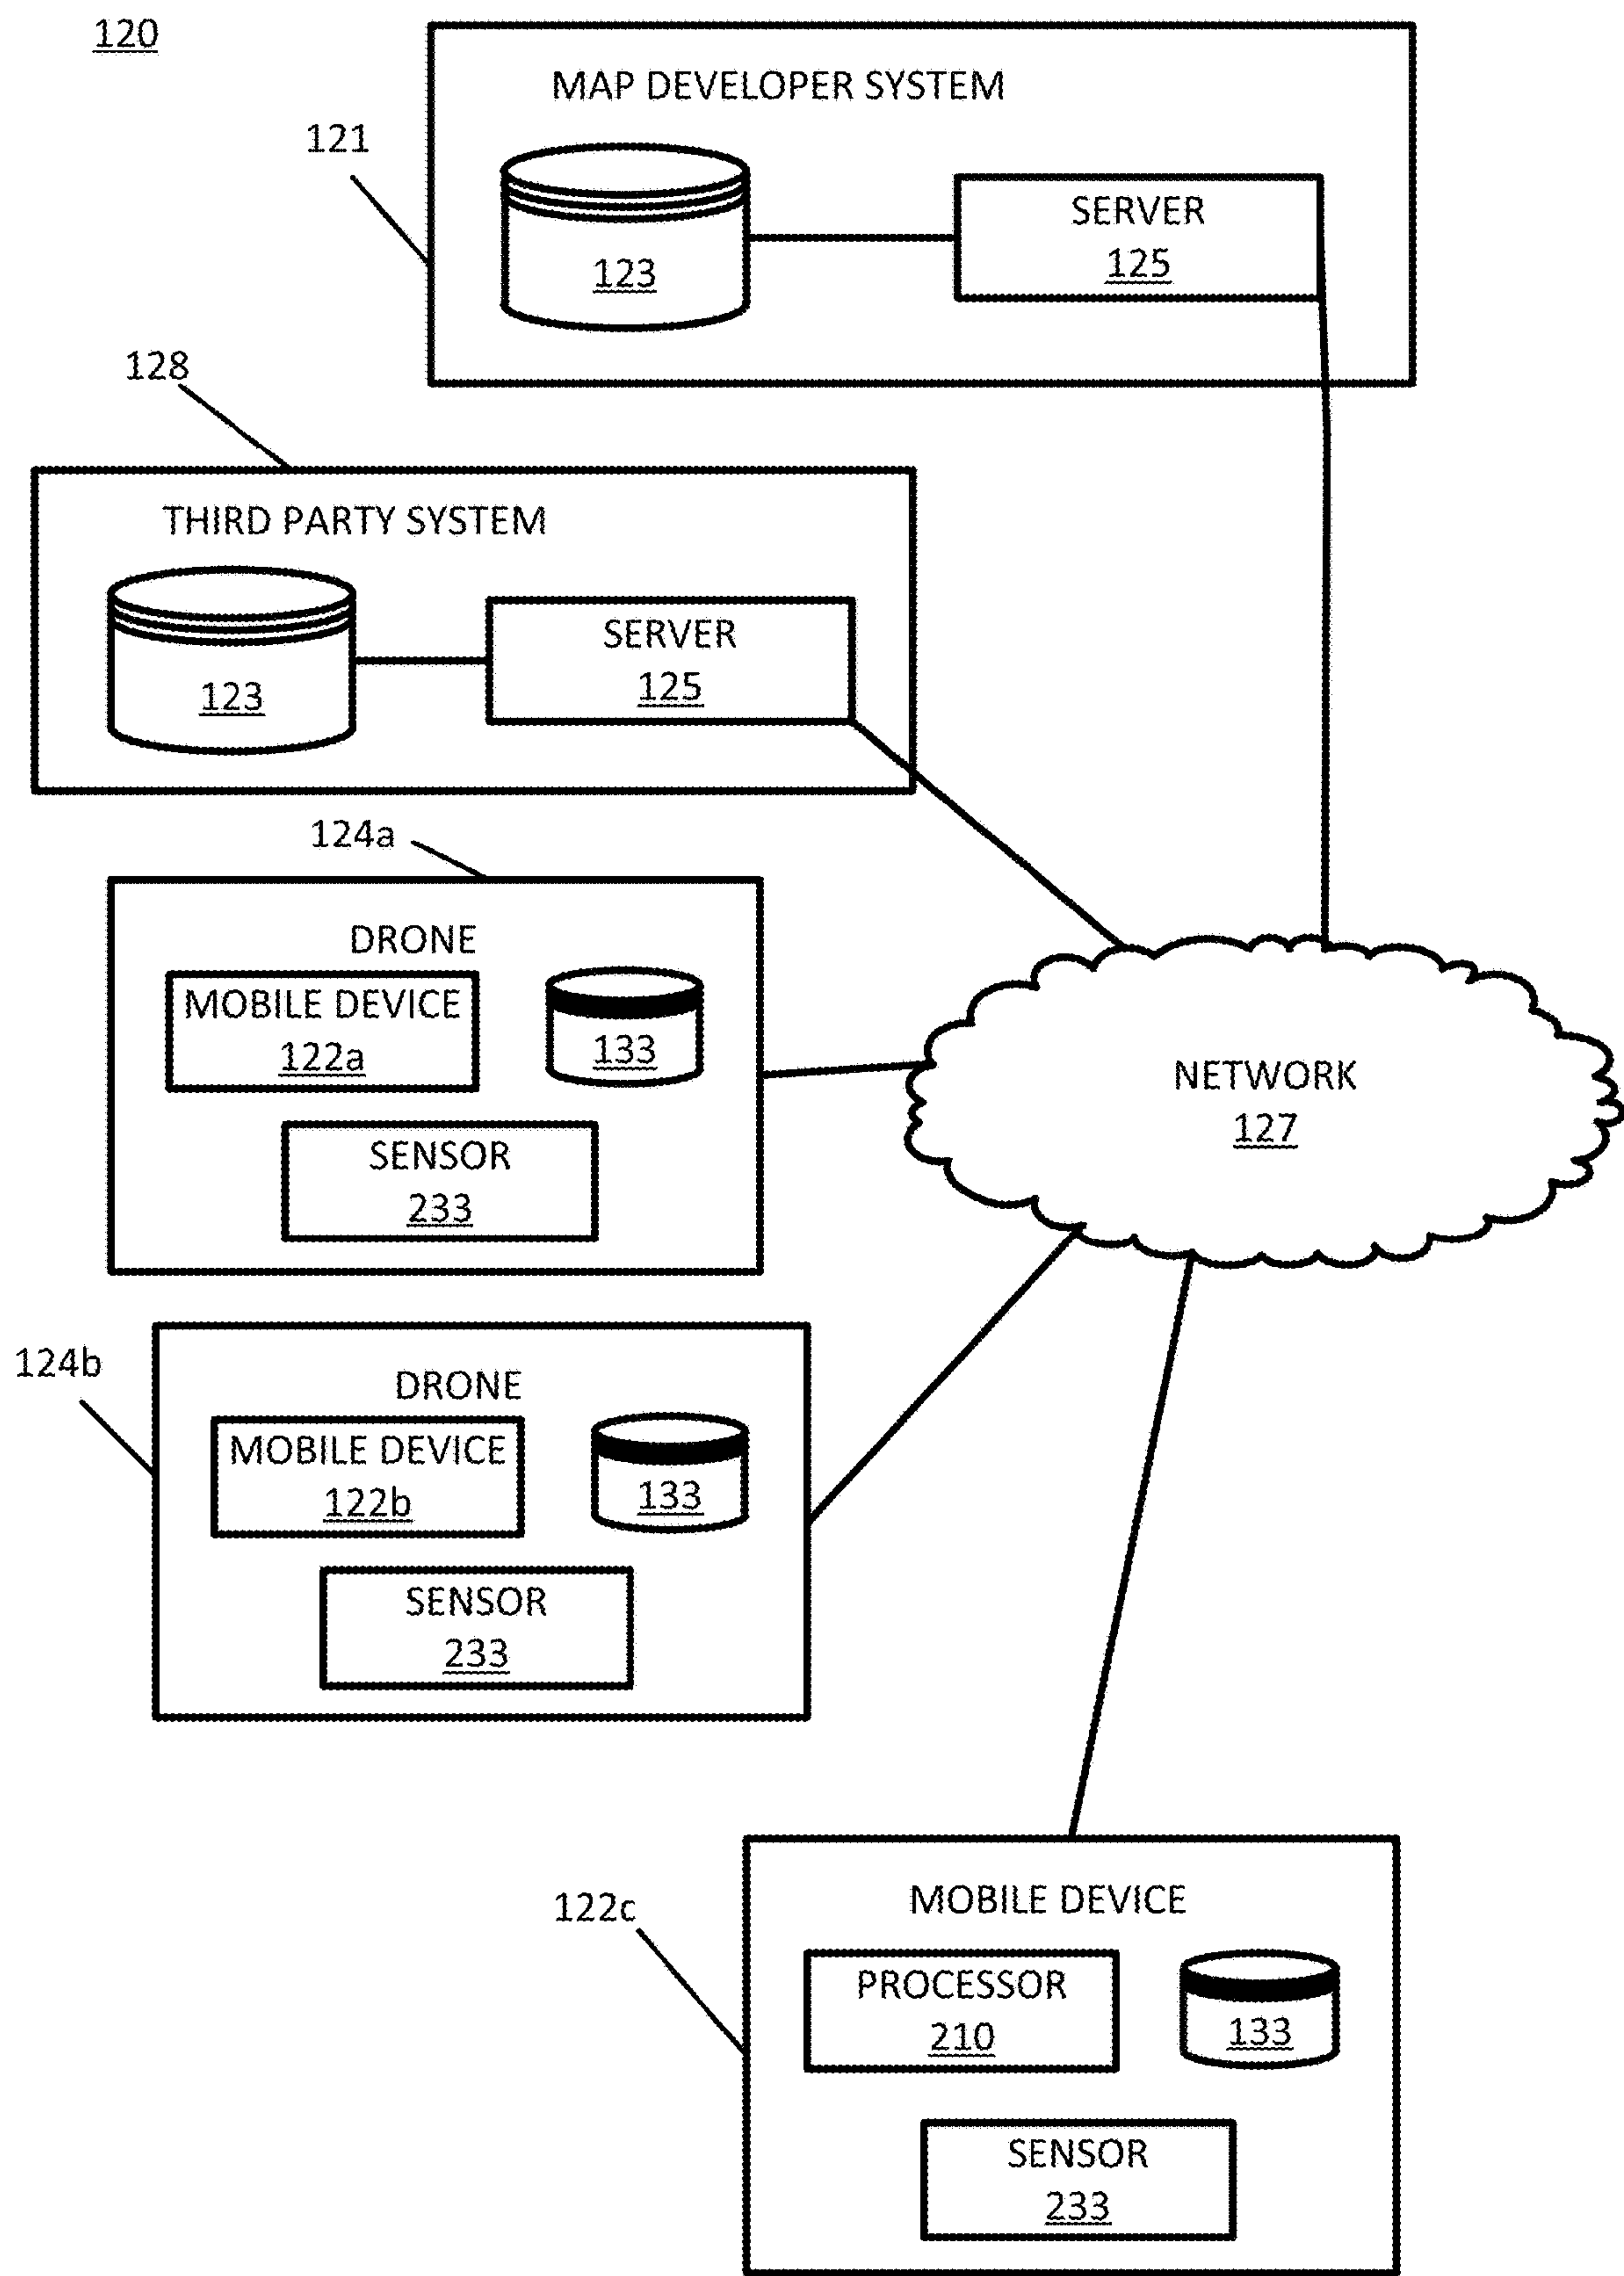 120
MAP DEVELOPER SYSTEM
121
123
SERVER
125
128
THIRD PARTY SYSTEM
123
SERVER
125
124a
DRONE
MOBILE DEVICE
122a
133
SENSOR
233
NETWORK
127
124b
DRONE
MOBILE DEVICE
122b
133
SENSOR
233
122c
MOBILE DEVICE
PROCESSOR
210
133
SENSOR
233